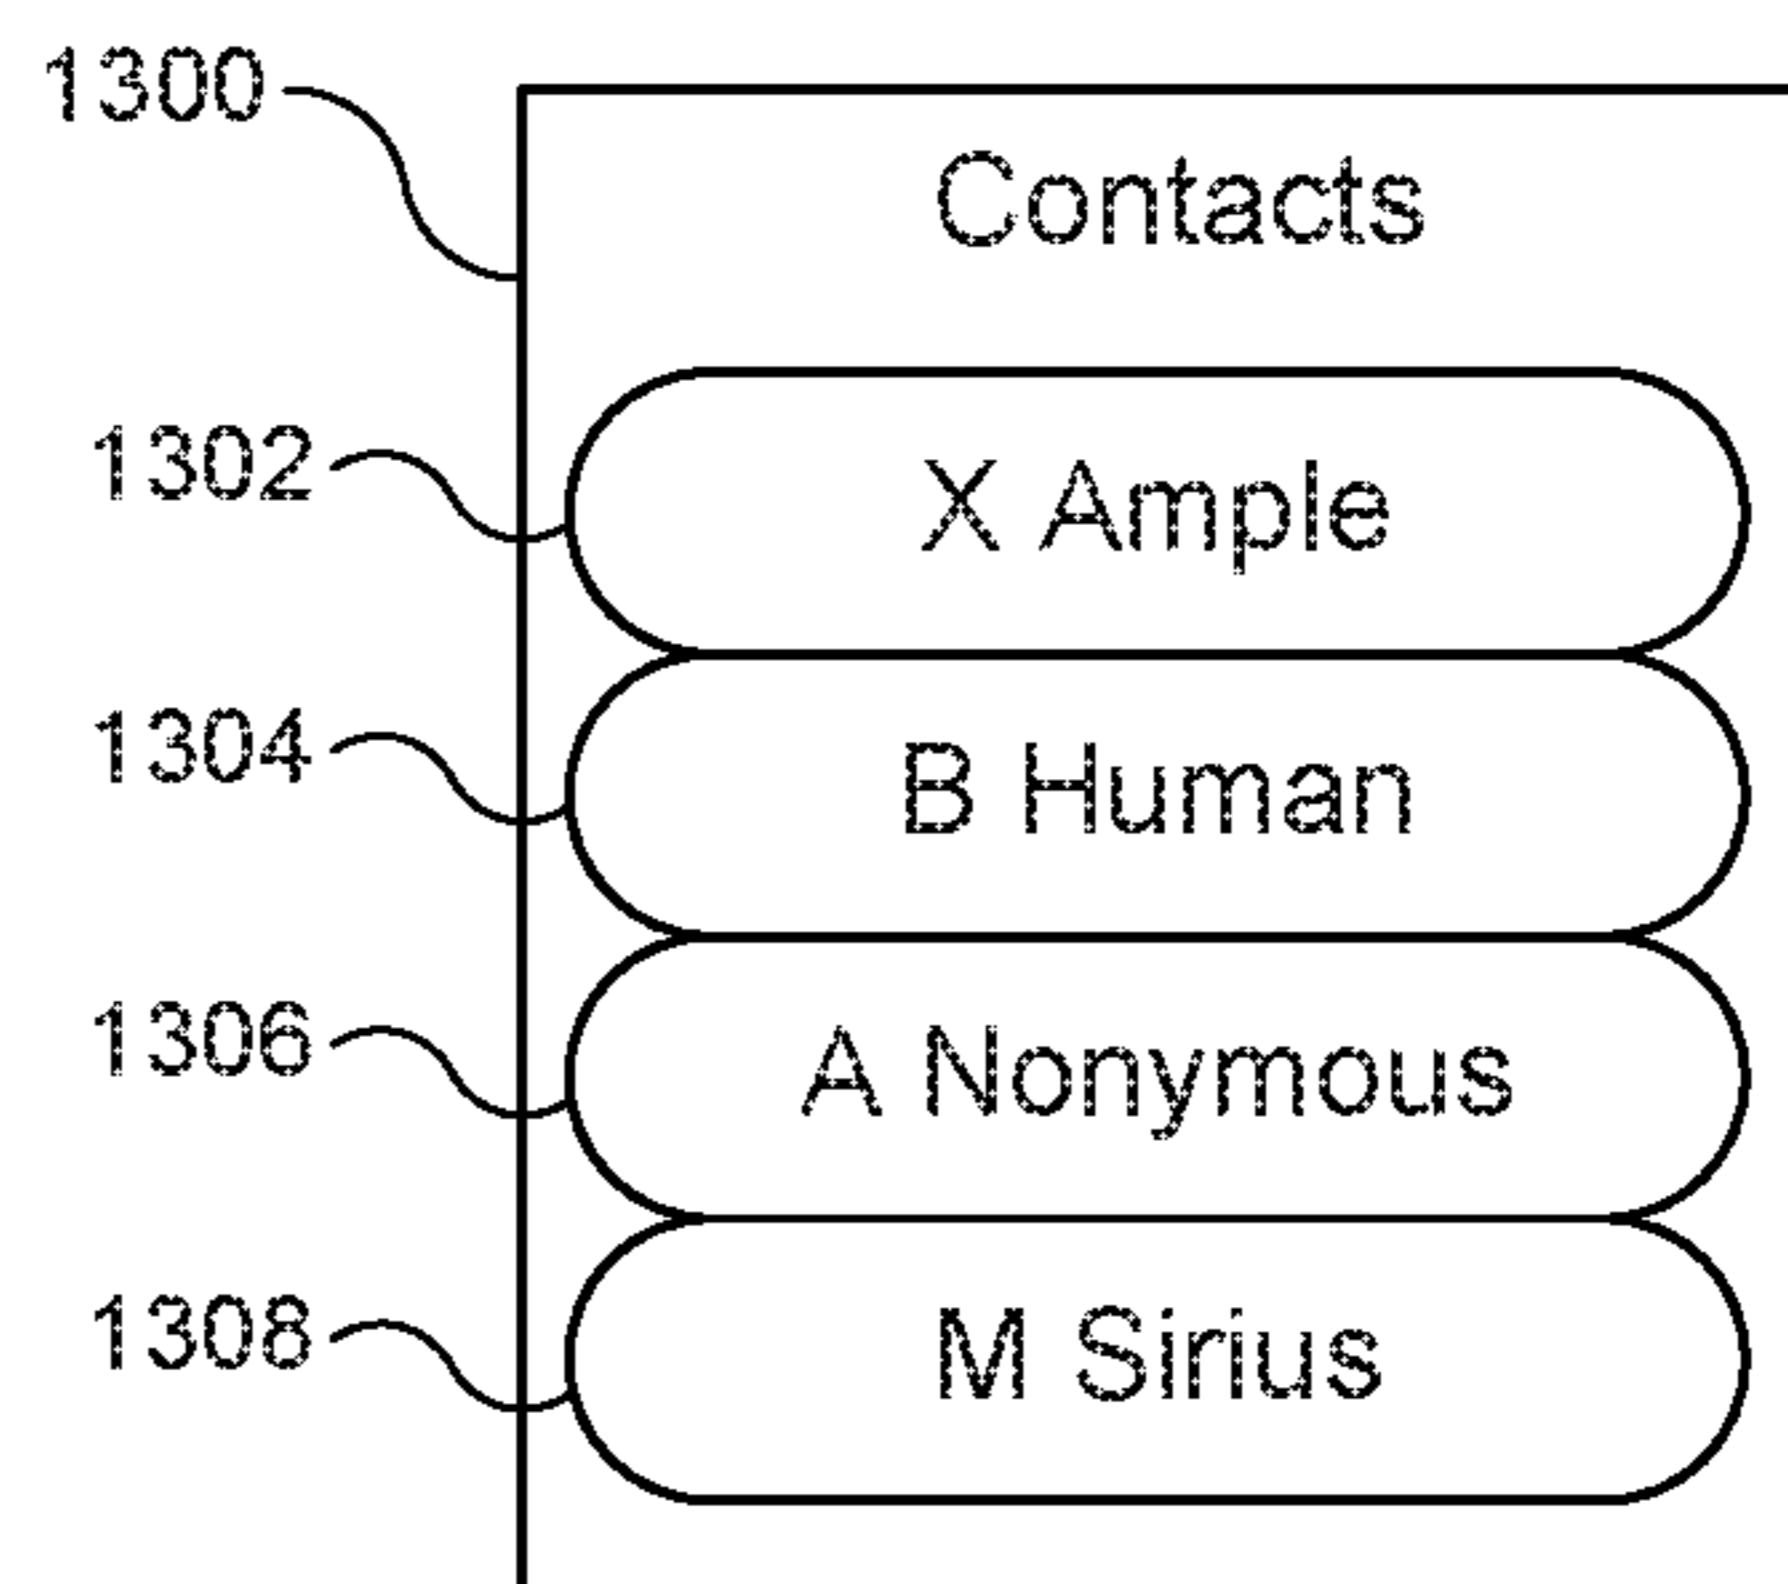 1300
Contacts
1302
X Ample
1304
B Human
1306
A Nonymous
1308
M Sirius